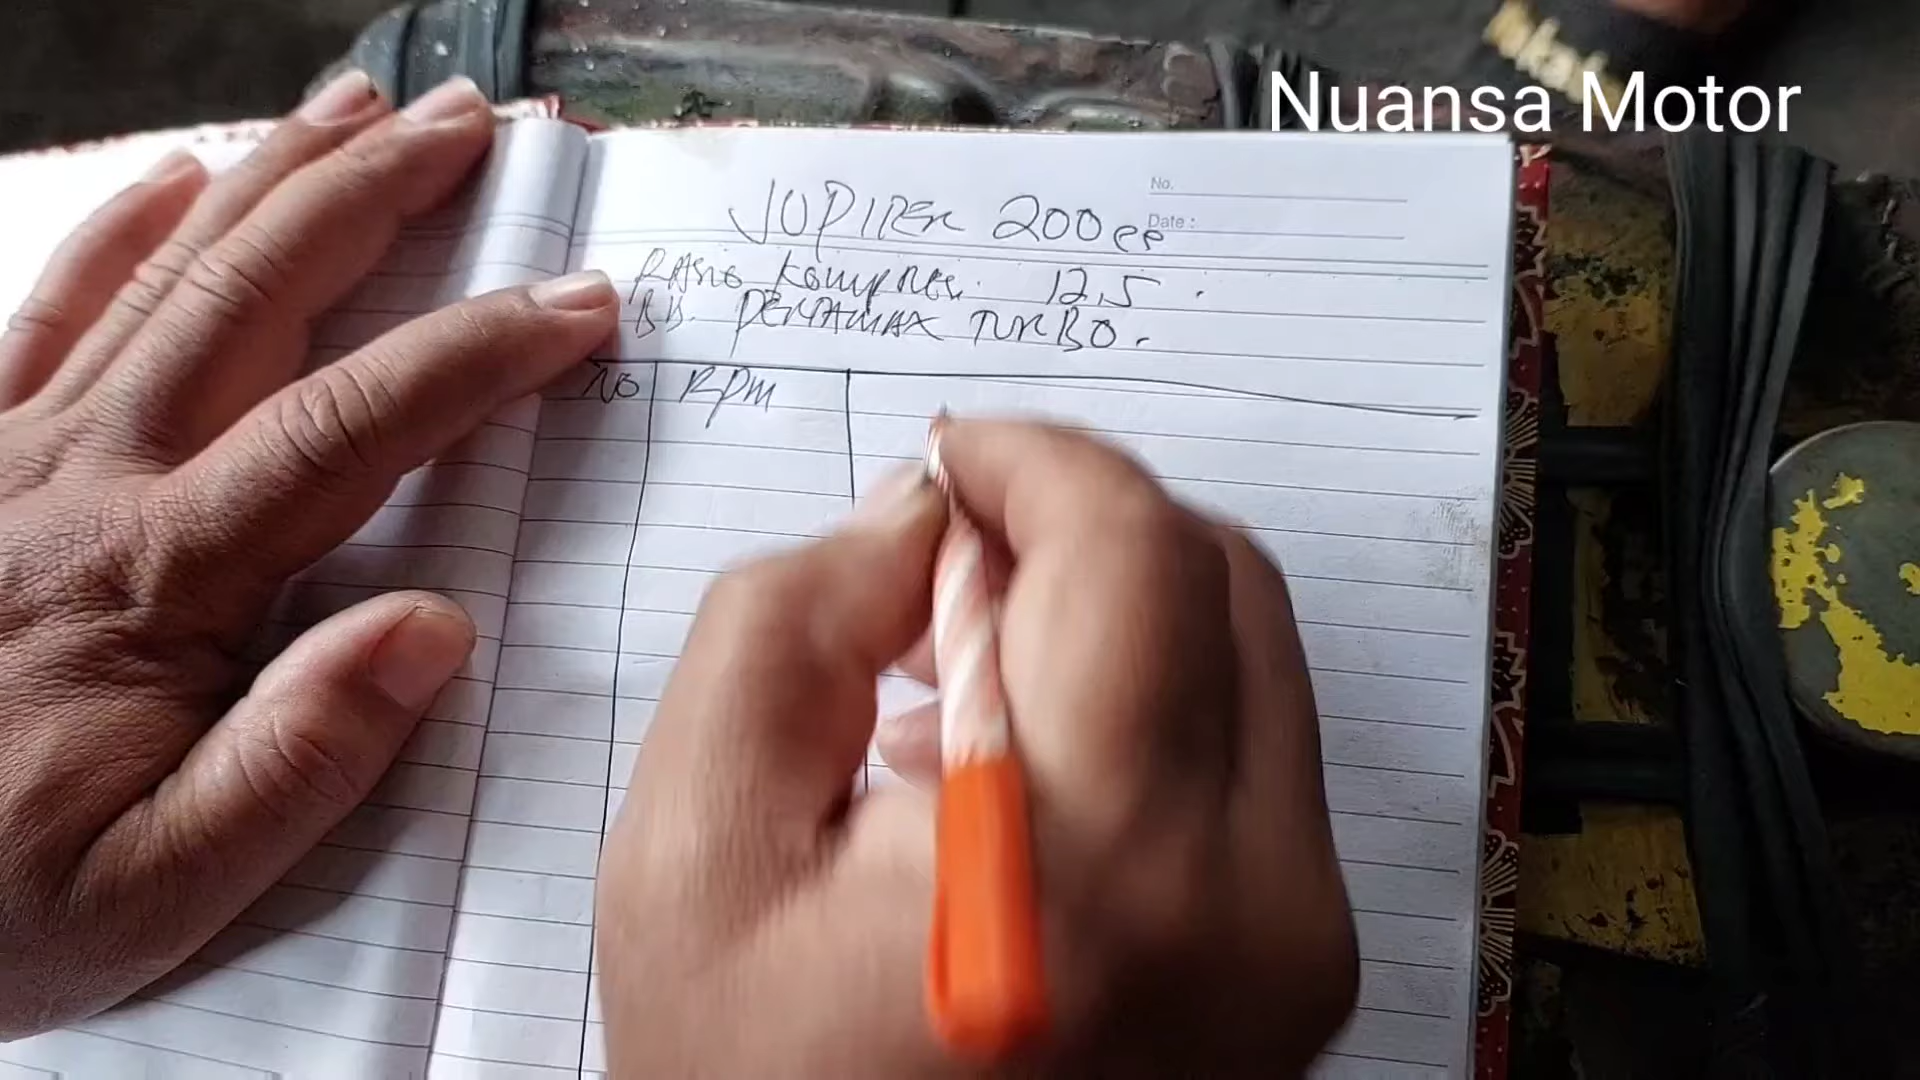 Nuansa Motor
No.
Date :
JUPITER 200cc
RASIO KOMPRESI. 12,5.
BB. PERTAMAX TURBO.
NO RPM